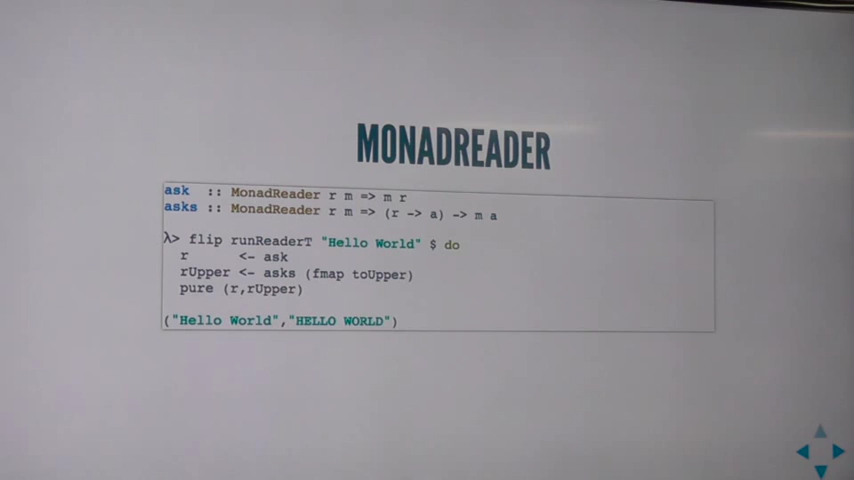 MONADREADER
ask  :: MonadReader r m => m r
asks :: MonadReader r m => (r -> a) -> m a
λ> flip runReaderT "Hello World" $ do
  r      <- ask
  rUpper <- asks (fmap toUpper)
  pure (r,rUpper)
("Hello World","HELLO WORLD")